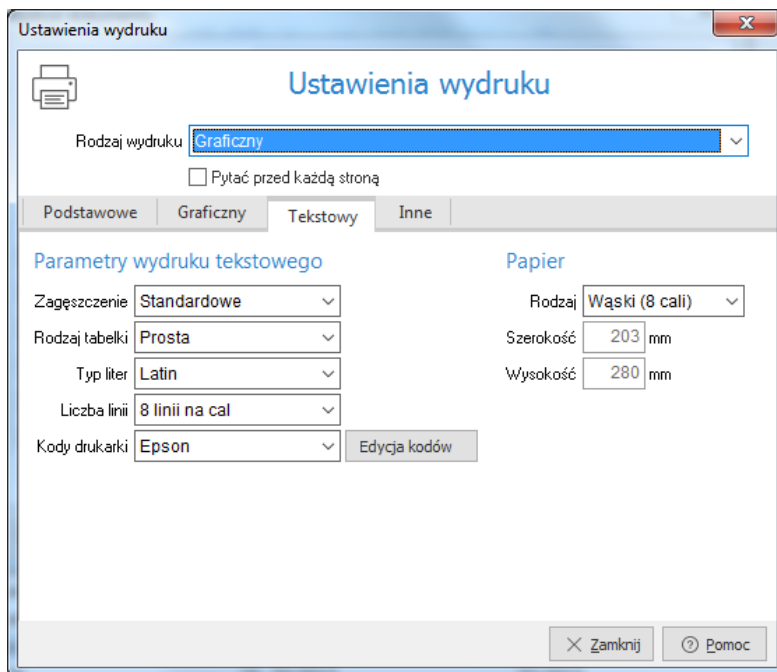 Ustawienia wydruku
Ustawienia wydruku
Rodzaj wydruku Graficzny
Pytać przed każdą stroną
Podstawowe Graficzny Tekstowy Inne
Parametry wydruku tekstowego Papier
Zagęszczenie Standardowe Rodzaj Wąski (8 cali)
Rodzaj tabelki Prosta Szerokość 203 mm
Typ liter Latin Wysokość 280 mm
Liczba linii 8 linii na cal
Kody drukarki Epson Edycja kodów
Zamknij Pomoc